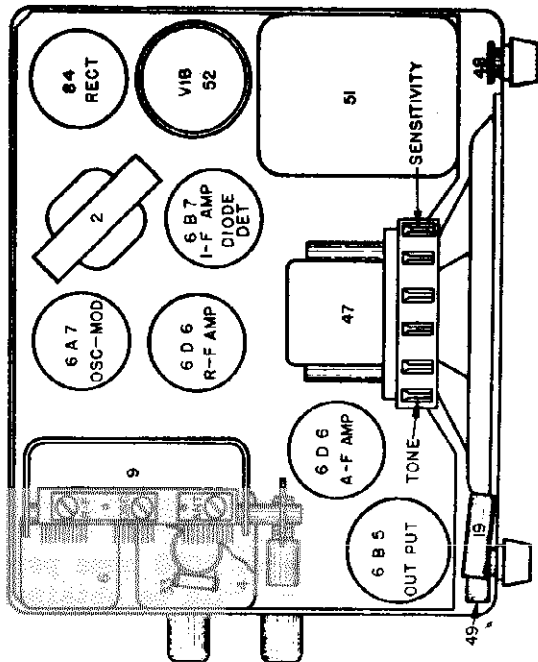 84
RECT
VIB
52
51
48
SENSITIVITY
2
6B7
I-F AMP
DIODE
DET
47
6A7
OSC-MOD
6D6
R-F AMP
9
6D6
A-F AMP
TONE
6B5
OUT PUT
19
49